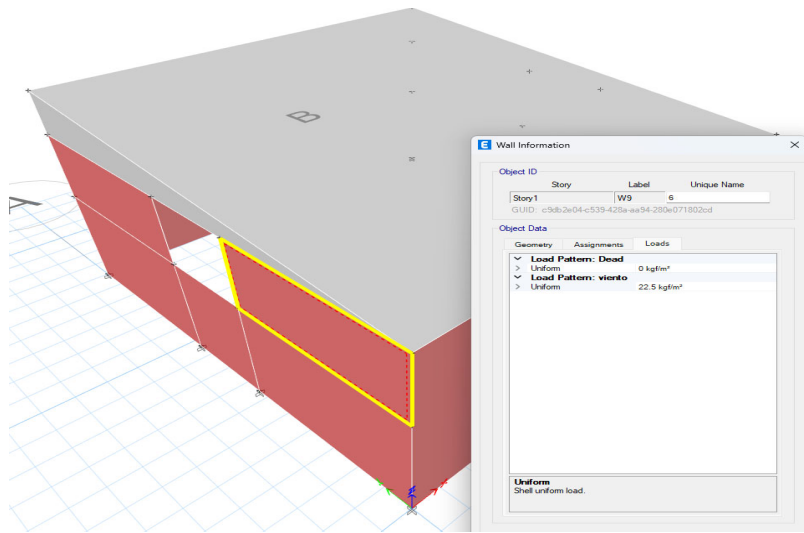 B
A
E Wall Information
Object ID
Story Label Unique Name
Story1 W9 6
GUID: c9db2e04-c539-428a-aa94-280e071802cd
Object Data
Geometry Assignments Loads
Load Pattern: Dead
Uniform 0 kgf/m²
Load Pattern: viento
Uniform 22.5 kgf/m²
Uniform
Shell uniform load.